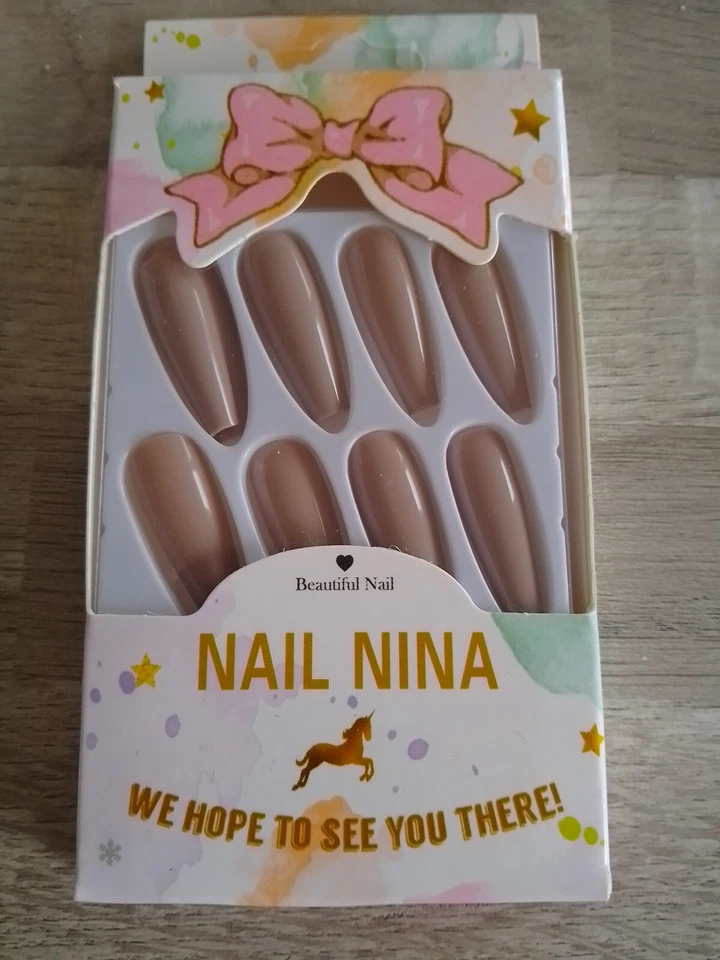 Beautiful Nail
NAIL NINA
WE HOPE TO SEE YOU THERE!